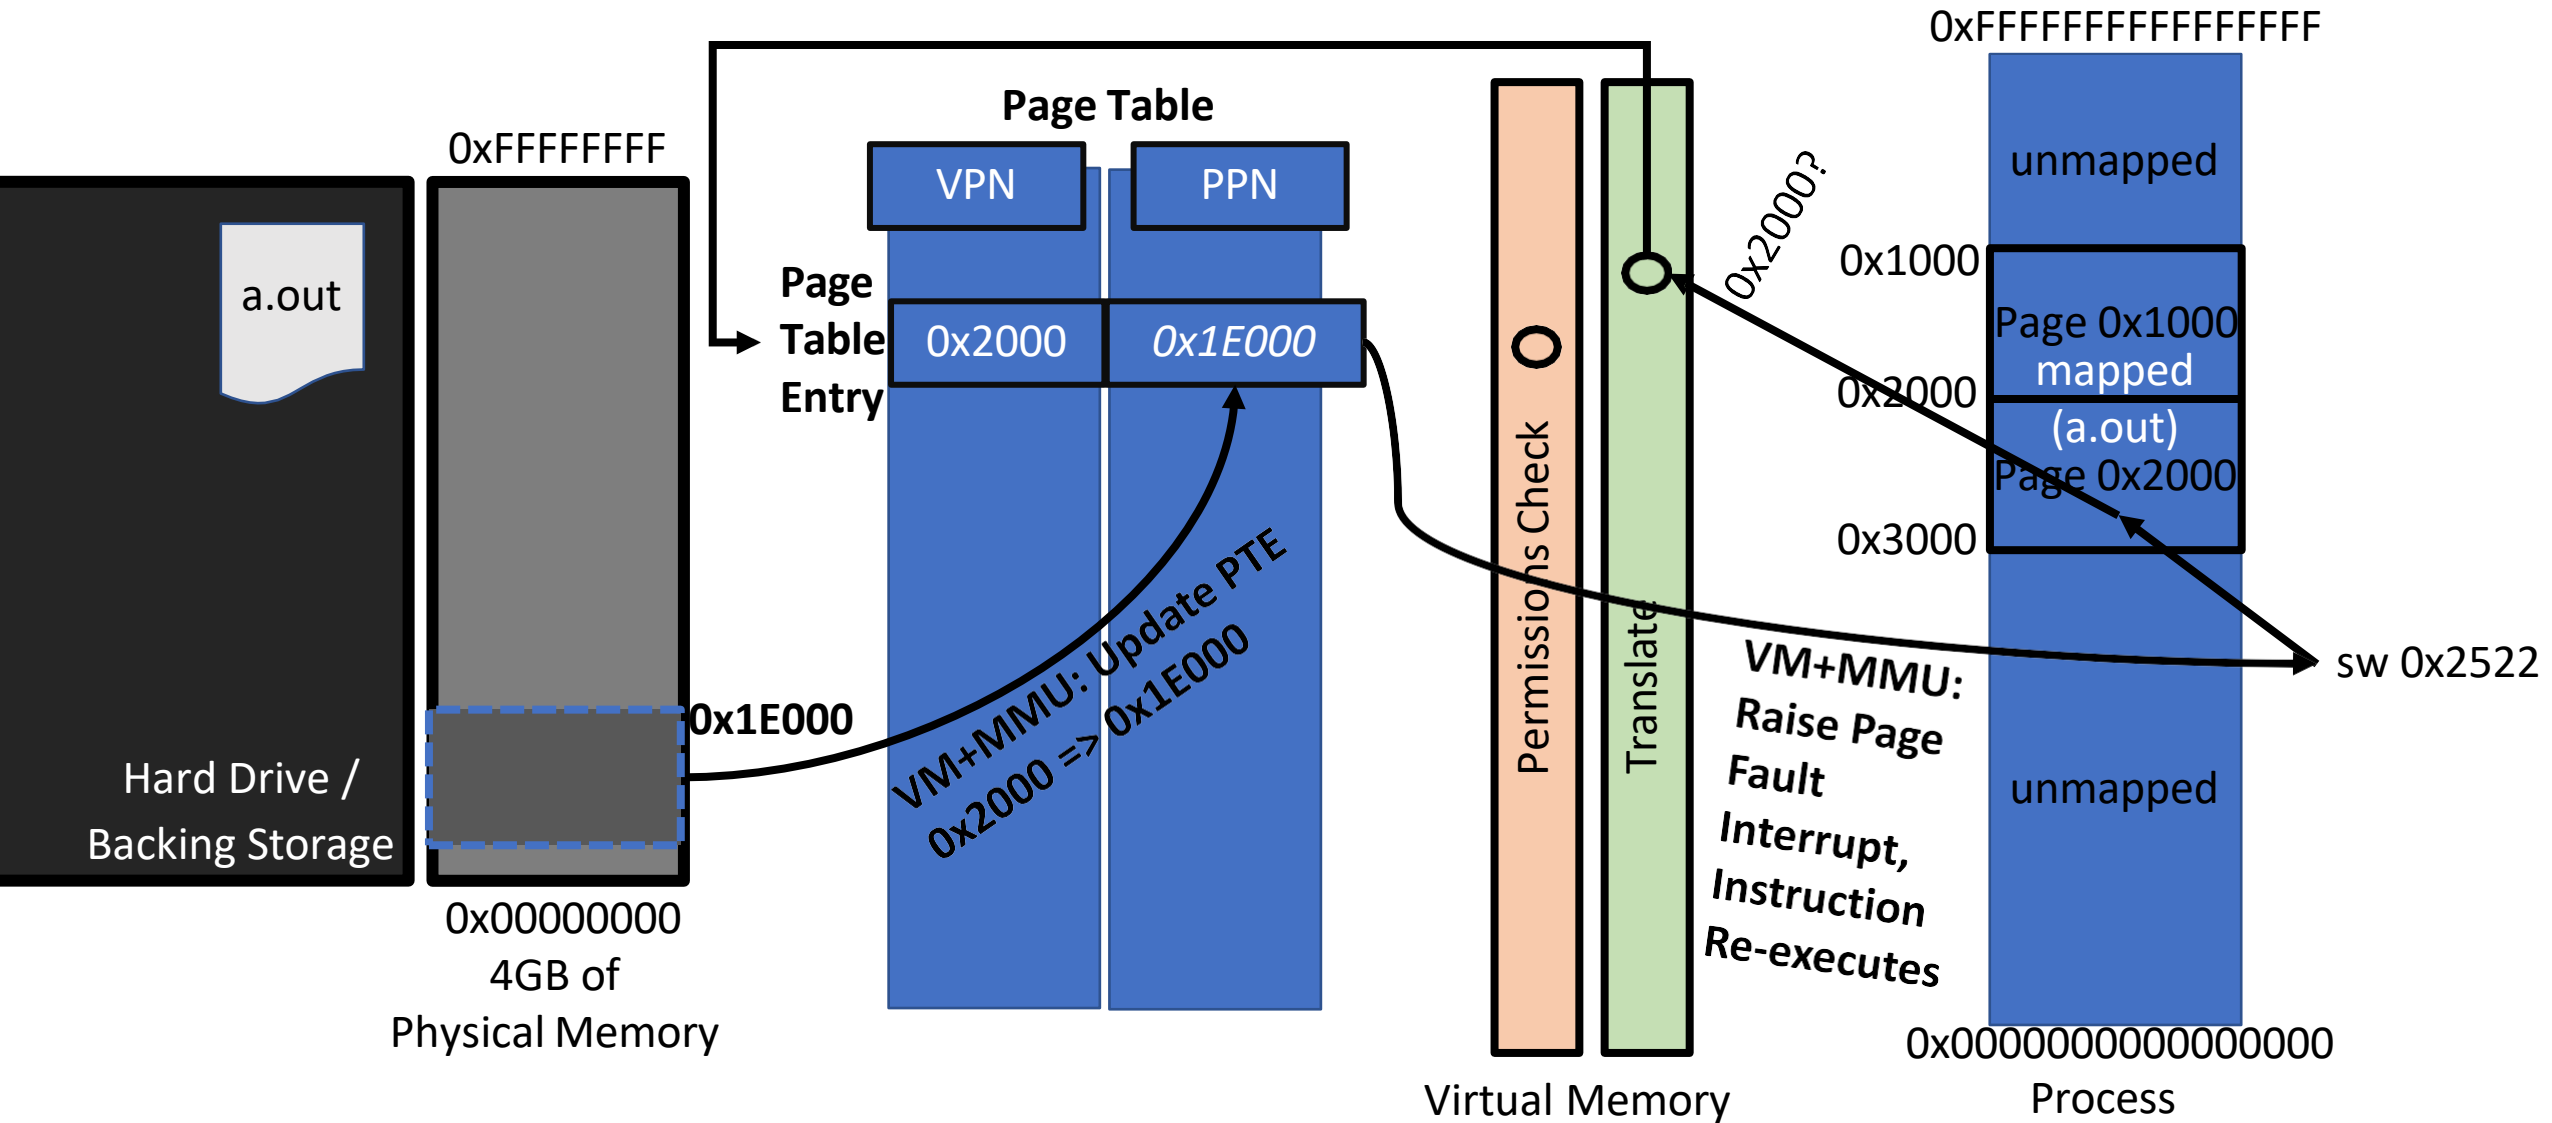 a.out
Hard Drive /
Backing Storage
0xFFFFFFFF
0x1E000
0x00000000
4GB of
Physical Memory
Page Table
VPN
PPN
Page
Table
Entry
0x2000
0x1E000
VM+MMU: Update PTE
0x2000 => 0x1E000
Permissions Check
Translate
Virtual Memory
0x2000?
VM+MMU:
Raise Page
Fault
Interrupt,
Instruction
Re-executes
0xFFFFFFFFFFFFFFFF
unmapped
0x1000
Page 0x1000
mapped
0x2000
(a.out)
Page 0x2000
0x3000
sw 0x2522
unmapped
0x0000000000000000
Process